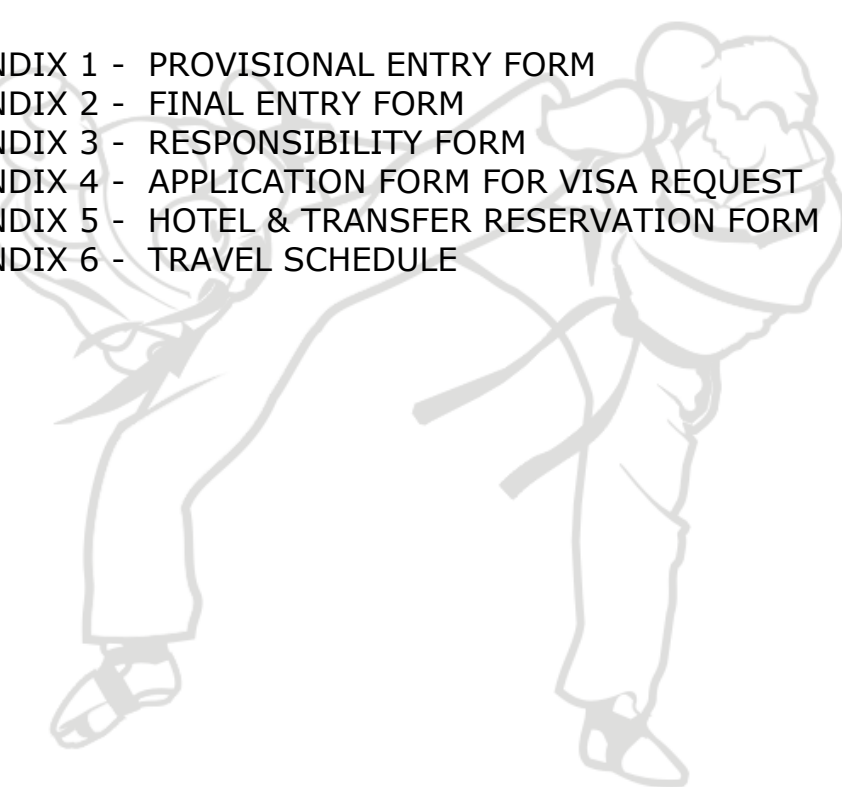 NDIX 1 - PROVISIONAL ENTRY FORM
NDIX 2 - FINAL ENTRY FORM
NDIX 3 - RESPONSIBILITY FORM
NDIX 4 - APPLICATION FORM FOR VISA REQUEST
NDIX 5 - HOTEL & TRANSFER RESERVATION FORM
NDIX 6 - TRAVEL SCHEDULE